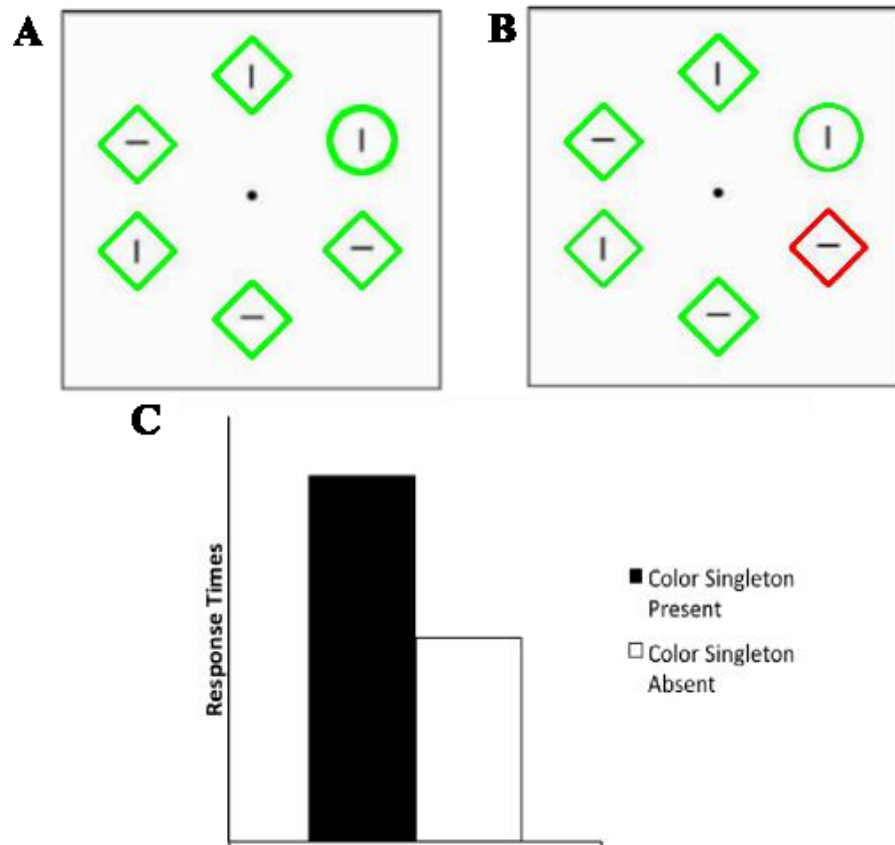 A
B
C
Response Times
Color Singleton
Present
Color Singleton
Absent